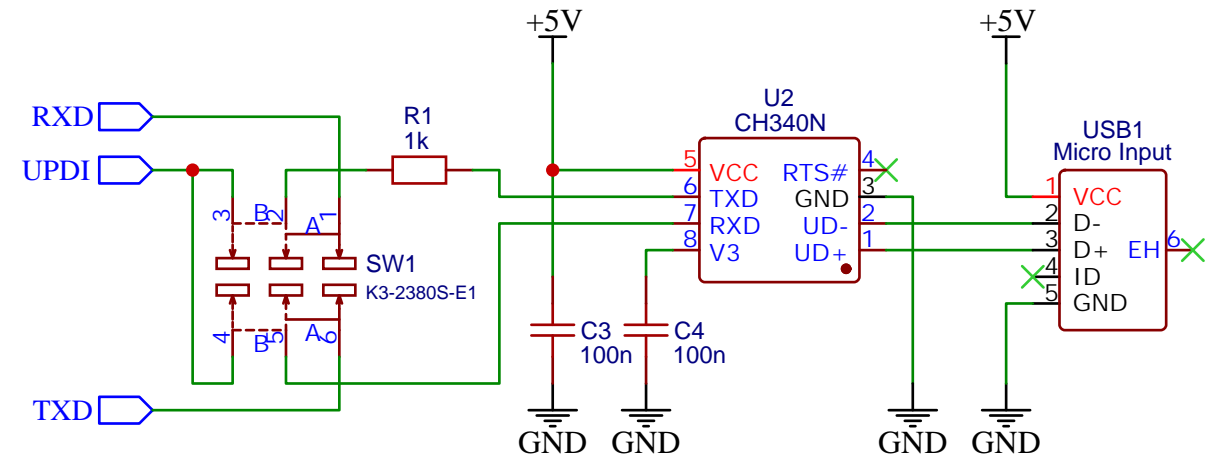 +5V
+5V
RXD
UPDI
R1
1k
U2
CH340N
USB1
Micro Input
5
VCC
6
TXD
7
RXD
8
V3
RTS#
4
GND
3
UD-
2
UD+
1
1
VCC
2
D-
3
D+
4
ID
5
GND
EH
6
3
B
2
A
1
SW1
K3-2380S-E1
4
B
5
A
6
TXD
C3
100n
C4
100n
GND
GND
GND
GND